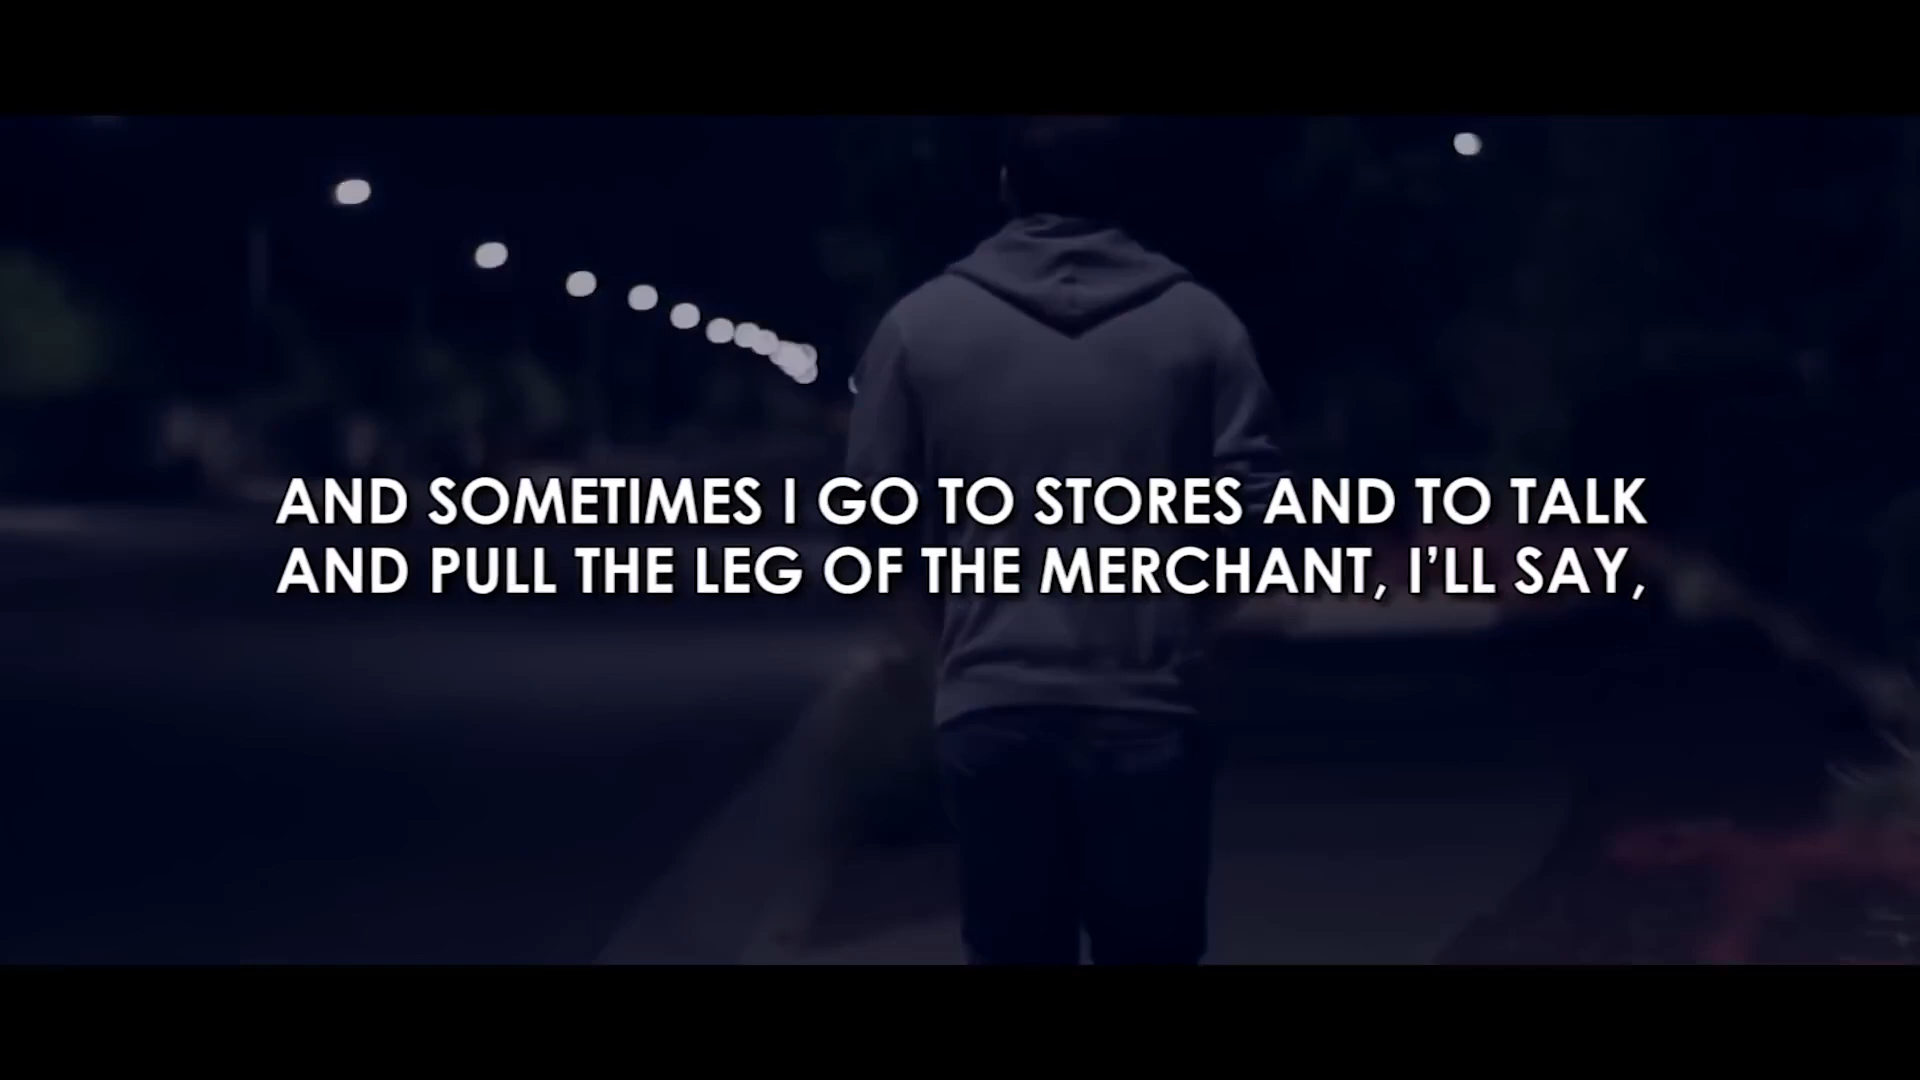 AND SOMETIMES I GO TO STORES AND TO TALK
AND PULL THE LEG OF THE MERCHANT, I’LL SAY,